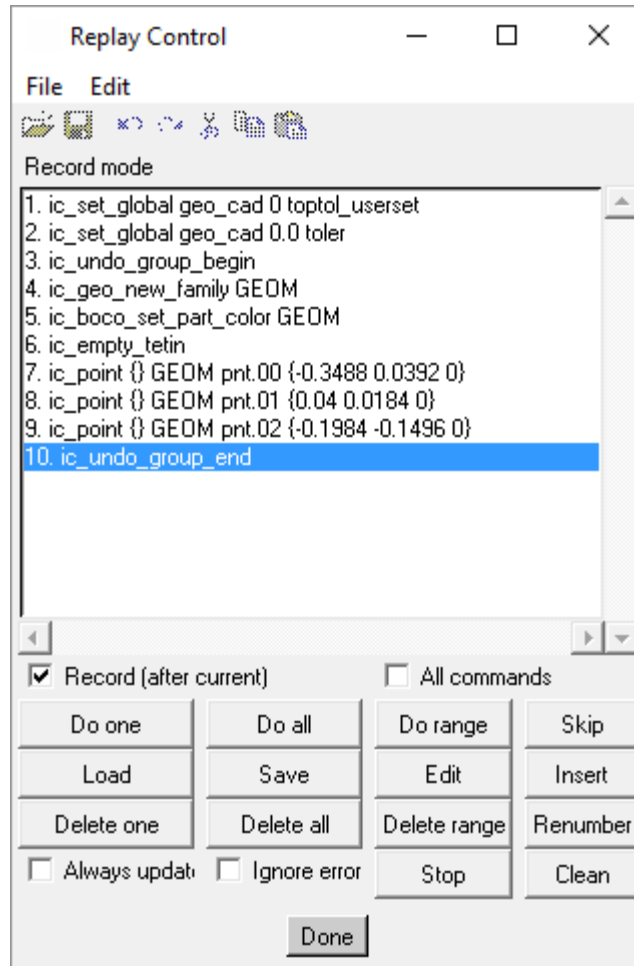 Replay Control
File Edit
Record mode
1. ic_set_global geo_cad 0 toptol_userset
2. ic_set_global geo_cad 0.0 toler
3. ic_undo_group_begin
4. ic_geo_new_family GEOM
5. ic_boco_set_part_color GEOM
6. ic_empty_tetin
7. ic_point {} GEOM pnt.00 {-0.3488 0.0392 0}
8. ic_point {} GEOM pnt.01 {0.04 0.0184 0}
9. ic_point {} GEOM pnt.02 {-0.1984 -0.1496 0}
10. ic_undo_group_end
Record (after current) All commands
Do one Do all Do range Skip
Load Save Edit Insert
Delete one Delete all Delete range Renumber
Always updat Ignore error Stop Clean
Done